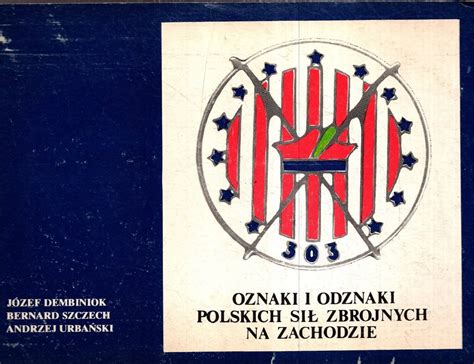 303
OZNAKI I ODZNAKI
POLSKICH SIŁ ZBROJNYCH
NA ZACHODZIE
JÓZEF DEMBINIOK
BERNARD SZCZECH
ANDRZEJ URBAŃSKI